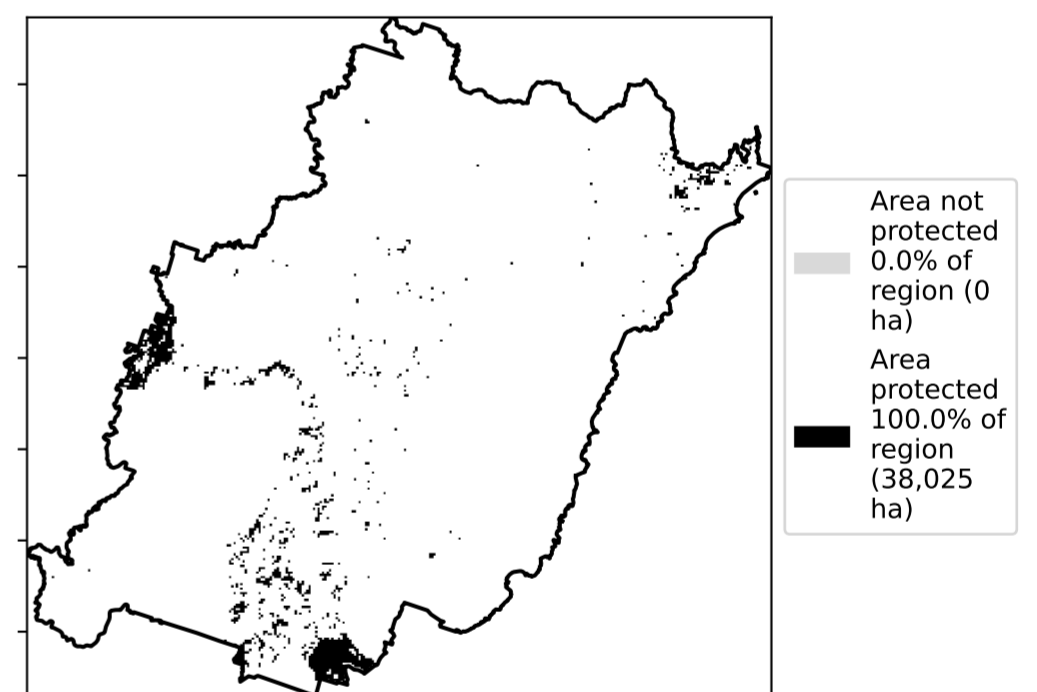 Area not
protected
0.0% of
region (0
ha)
Area
protected
100.0% of
region
(38,025
ha)